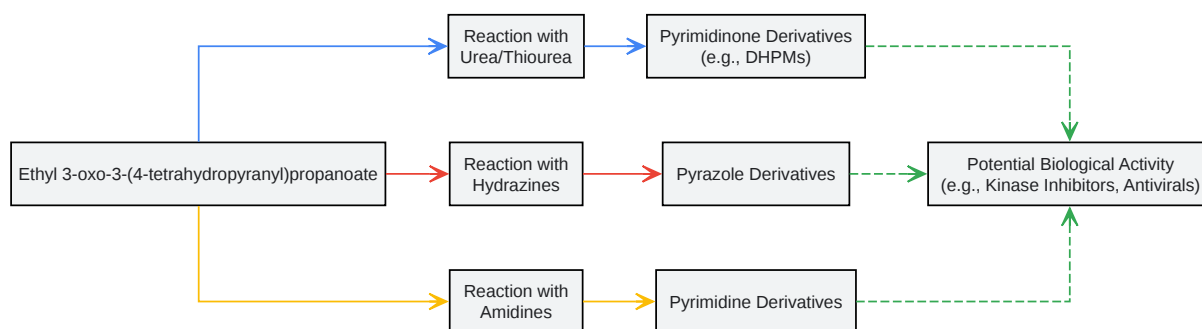 Reaction with
Urea/Thiourea
Pyrimidinone Derivatives
(e.g., DHPMs)
Ethyl 3-oxo-3-(4-tetrahydropyranyl)propanoate
Reaction with
Hydrazines
Pyrazole Derivatives
Potential Biological Activity
(e.g., Kinase Inhibitors, Antivirals)
Reaction with
Amidines
Pyrimidine Derivatives